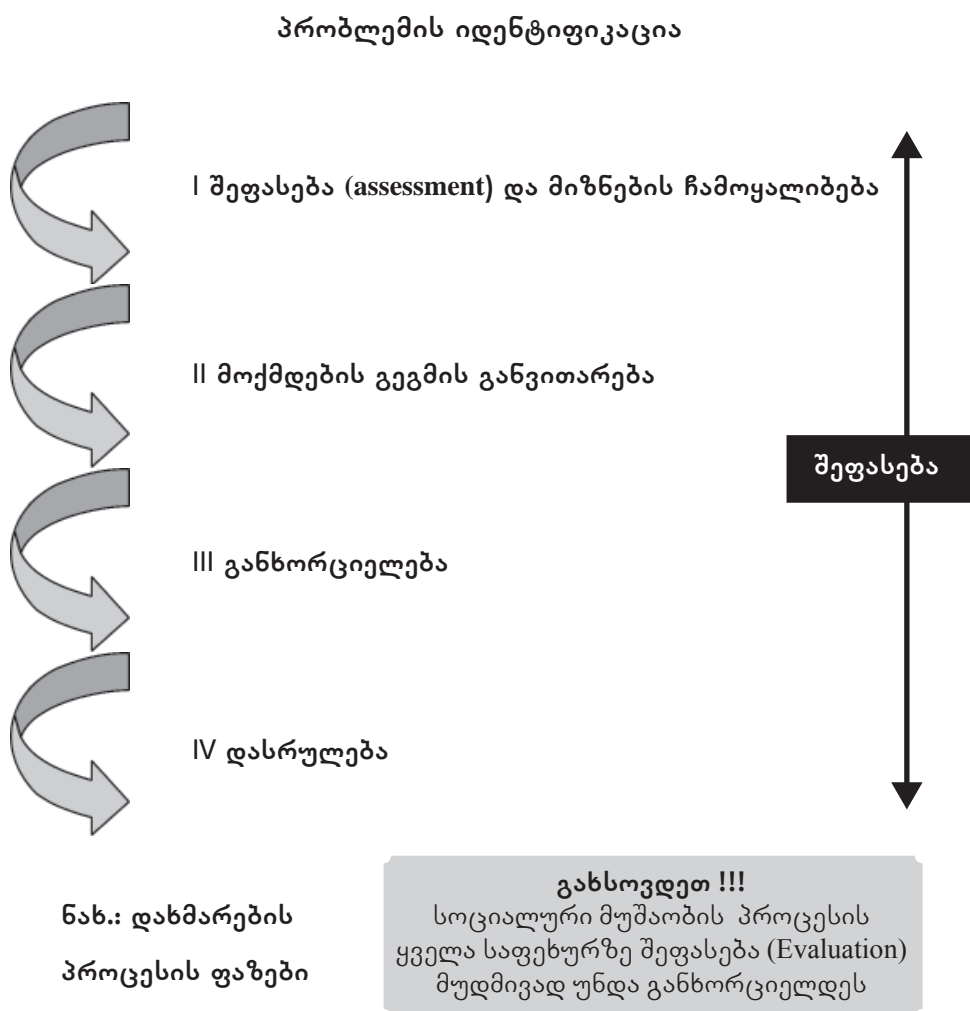 პრობლემის იდენტიფიკაცია
I შეფასება (assessment) და მიზნების ჩამოყალიბება
II მოქმდების გეგმის განვითარება
შეფასება
III განხორციელება
IV დასრულება
ნახ.: დახმარების
პროცესის ფაზები
გახსოვდეთ !!!
სოციალური მუშაობის პროცესის
ყველა საფეხურზე შეფასება (Evaluation)
მუდმივად უნდა განხორციელდეს